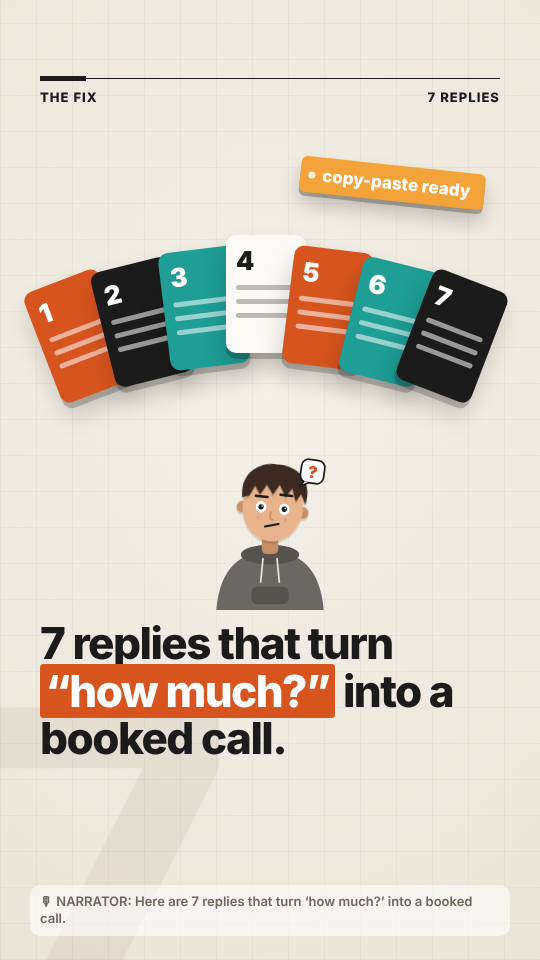 THE FIX
7 REPLIES
copy-paste ready
1
2
3
4
5
6
7
?
7 replies that turn
“how much?” into a
booked call.
7
🎙 NARRATOR: Here are 7 replies that turn ‘how much?’ into a booked
call.